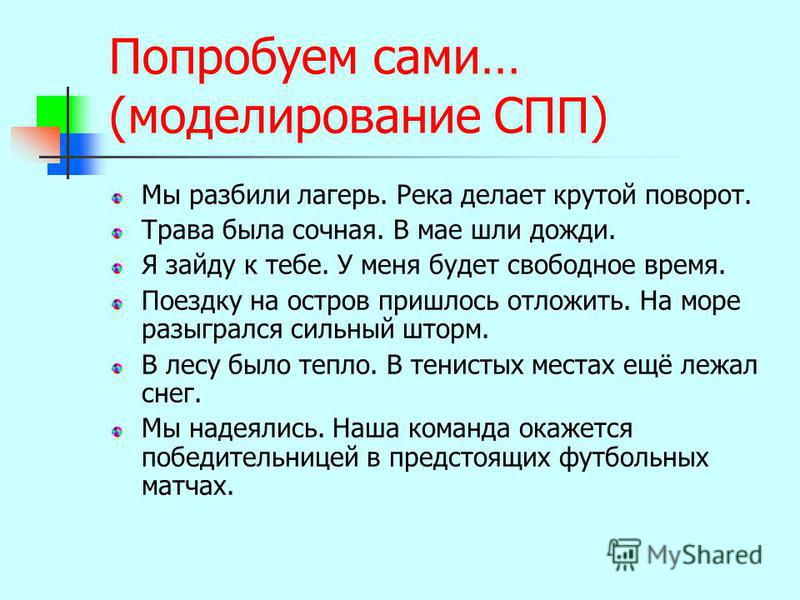 Попробуем сами…
(моделирование СПП)
Мы разбили лагерь. Река делает крутой поворот.
Трава была сочная. В мае шли дожди.
Я зайду к тебе. У меня будет свободное время.
Поездку на остров пришлось отложить. На море
разыгрался сильный шторм.
В лесу было тепло. В тенистых местах ещё лежал
снег.
Мы надеялись. Наша команда окажется
победительницей в предстоящих футбольных
матчах.
MyShared